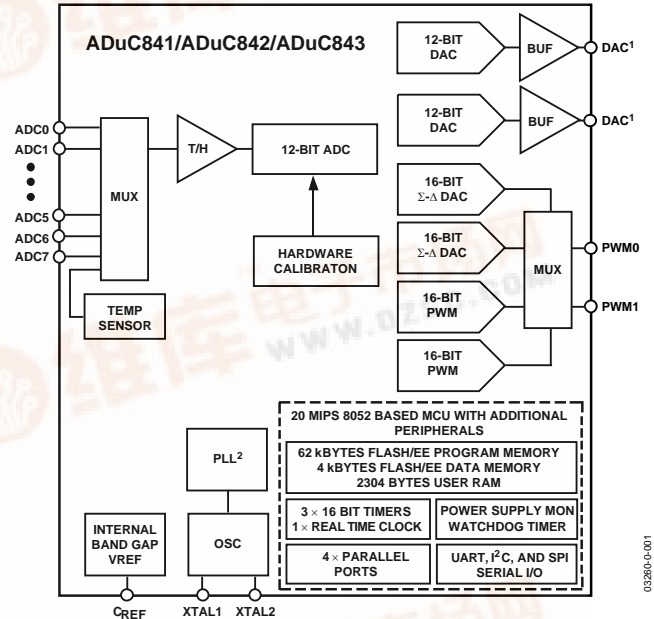 ADuC841/ADuC842/ADuC843
12-BIT
DAC
BUF
DAC¹
12-BIT
DAC
BUF
DAC¹
ADC0
ADC1
ADC5
ADC6
ADC7
MUX
T/H
12-BIT ADC
HARDWARE
CALIBRATON
TEMP
SENSOR
16-BIT
Σ-Δ DAC
16-BIT
Σ-Δ DAC
16-BIT
PWM
16-BIT
PWM
MUX
PWM0
PWM1
20 MIPS 8052 BASED MCU WITH ADDITIONAL
PERIPHERALS
62 kBYTES FLASH/EE PROGRAM MEMORY
4 kBYTES FLASH/EE DATA MEMORY
2304 BYTES USER RAM
3 × 16 BIT TIMERS
1 × REAL TIME CLOCK
POWER SUPPLY MON
WATCHDOG TIMER
4 × PARALLEL
PORTS
UART, I²C, AND SPI
SERIAL I/O
PLL²
OSC
INTERNAL
BAND GAP
VREF
CREF
XTAL1
XTAL2
03260-0-001